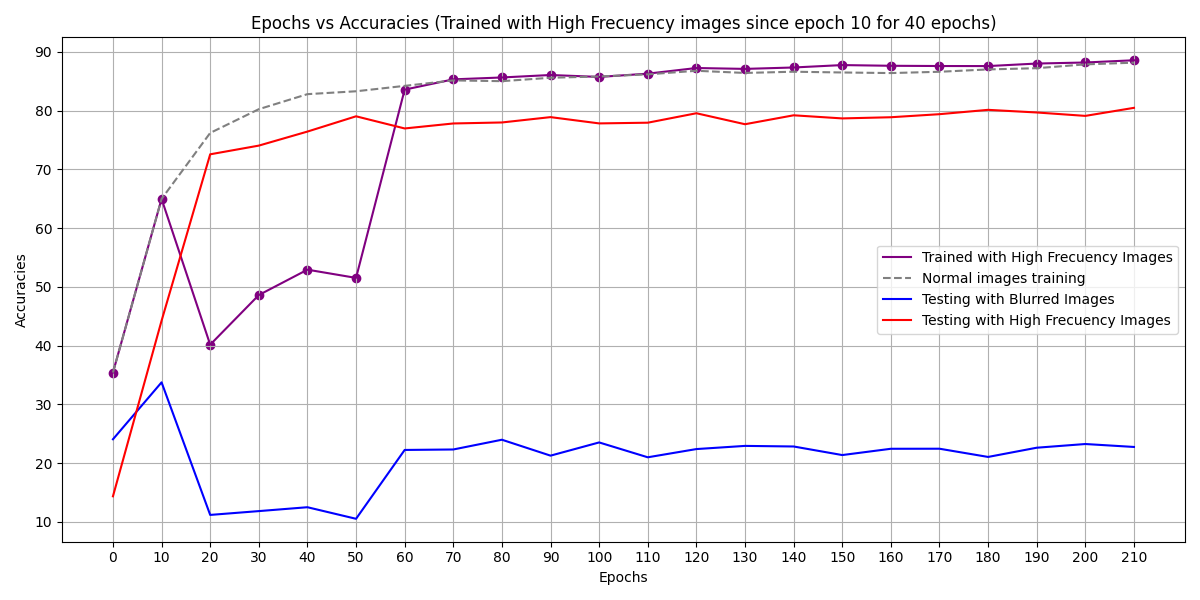 Epochs vs Accuracies (Trained with High Frecuency images since epoch 10 for 40 epochs)
Accuracies
90
80
70
60
50
40
30
20
10
Trained with High Frecuency Images
Normal images training
Testing with Blurred Images
Testing with High Frecuency Images
0 10 20 30 40 50 60 70 80 90 100 110 120 130 140 150 160 170 180 190 200 210
Epochs